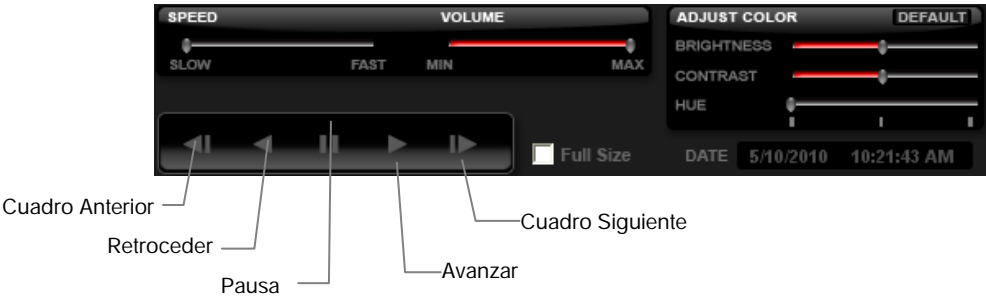 SPEED VOLUME
SLOW FAST MIN MAX
ADJUST COLOR DEFAULT
BRIGHTNESS
CONTRAST
HUE
Full Size
DATE 5/10/2010 10:21:43 AM
Cuadro Anterior
Cuadro Siguiente
Retroceder
Avanzar
Pausa